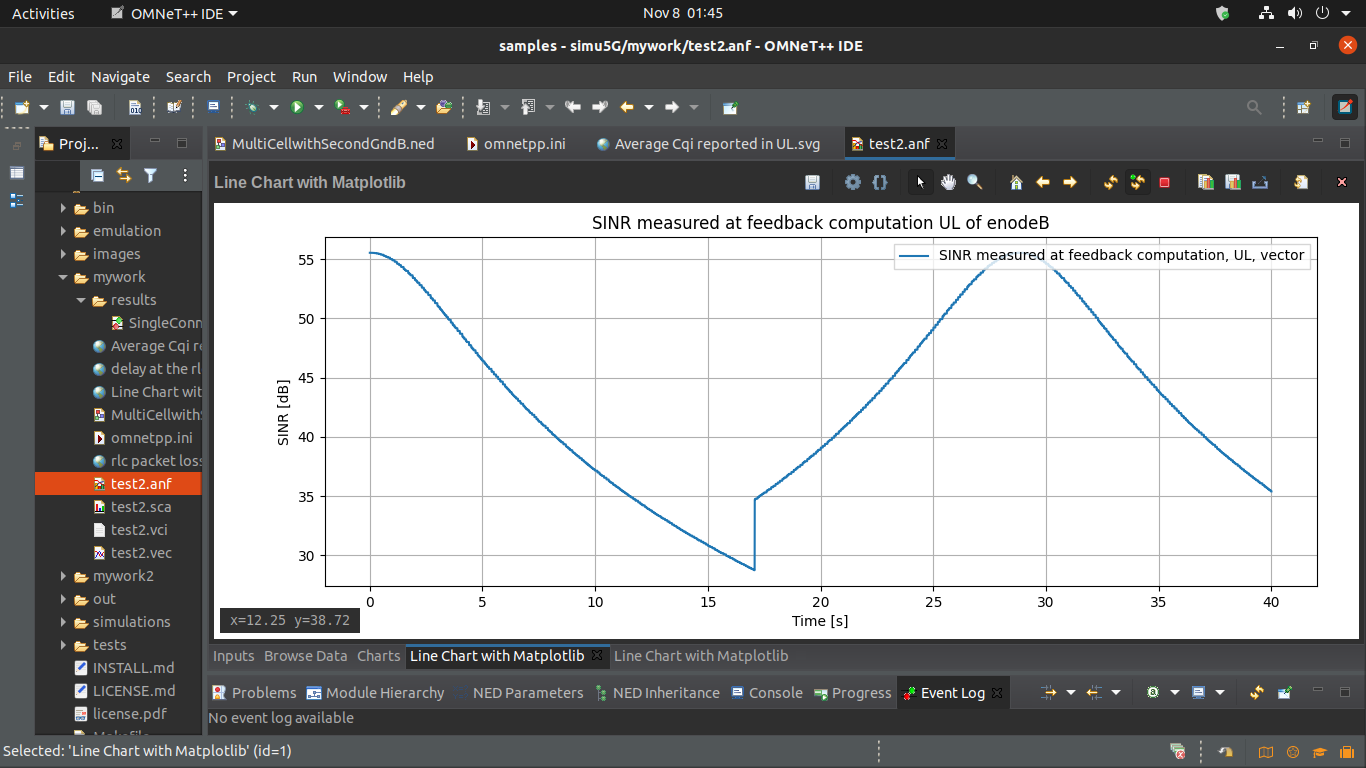 Activities OMNeT++ IDE Nov 8 01:45
samples - simu5G/mywork/test2.anf - OMNeT++ IDE
File Edit Navigate Search Project Run Window Help
Proj...
MultiCellwithSecondGndB.ned omnetpp.ini Average Cqi reported in UL.svg test2.anf
Line Chart with Matplotlib
bin
emulation
images
mywork
results
SingleConn
Average Cqi re
delay at the rl
Line Chart wit
MultiCellwithS
omnetpp.ini
rlc packet loss
test2.anf
test2.sca
test2.vci
test2.vec
mywork2
out
simulations
tests
INSTALL.md
LICENSE.md
license.pdf
Makefile
SINR measured at feedback computation UL of enodeB
SINR measured at feedback computation, UL, vector
55
50
45
40
35
30
SINR [dB]
0 5 10 15 20 25 30 35 40
Time [s]
x=12.25 y=38.72
Inputs Browse Data Charts Line Chart with Matplotlib Line Chart with Matplotlib
Problems Module Hierarchy NED Parameters NED Inheritance Console Progress Event Log
No event log available
Selected: 'Line Chart with Matplotlib' (id=1)